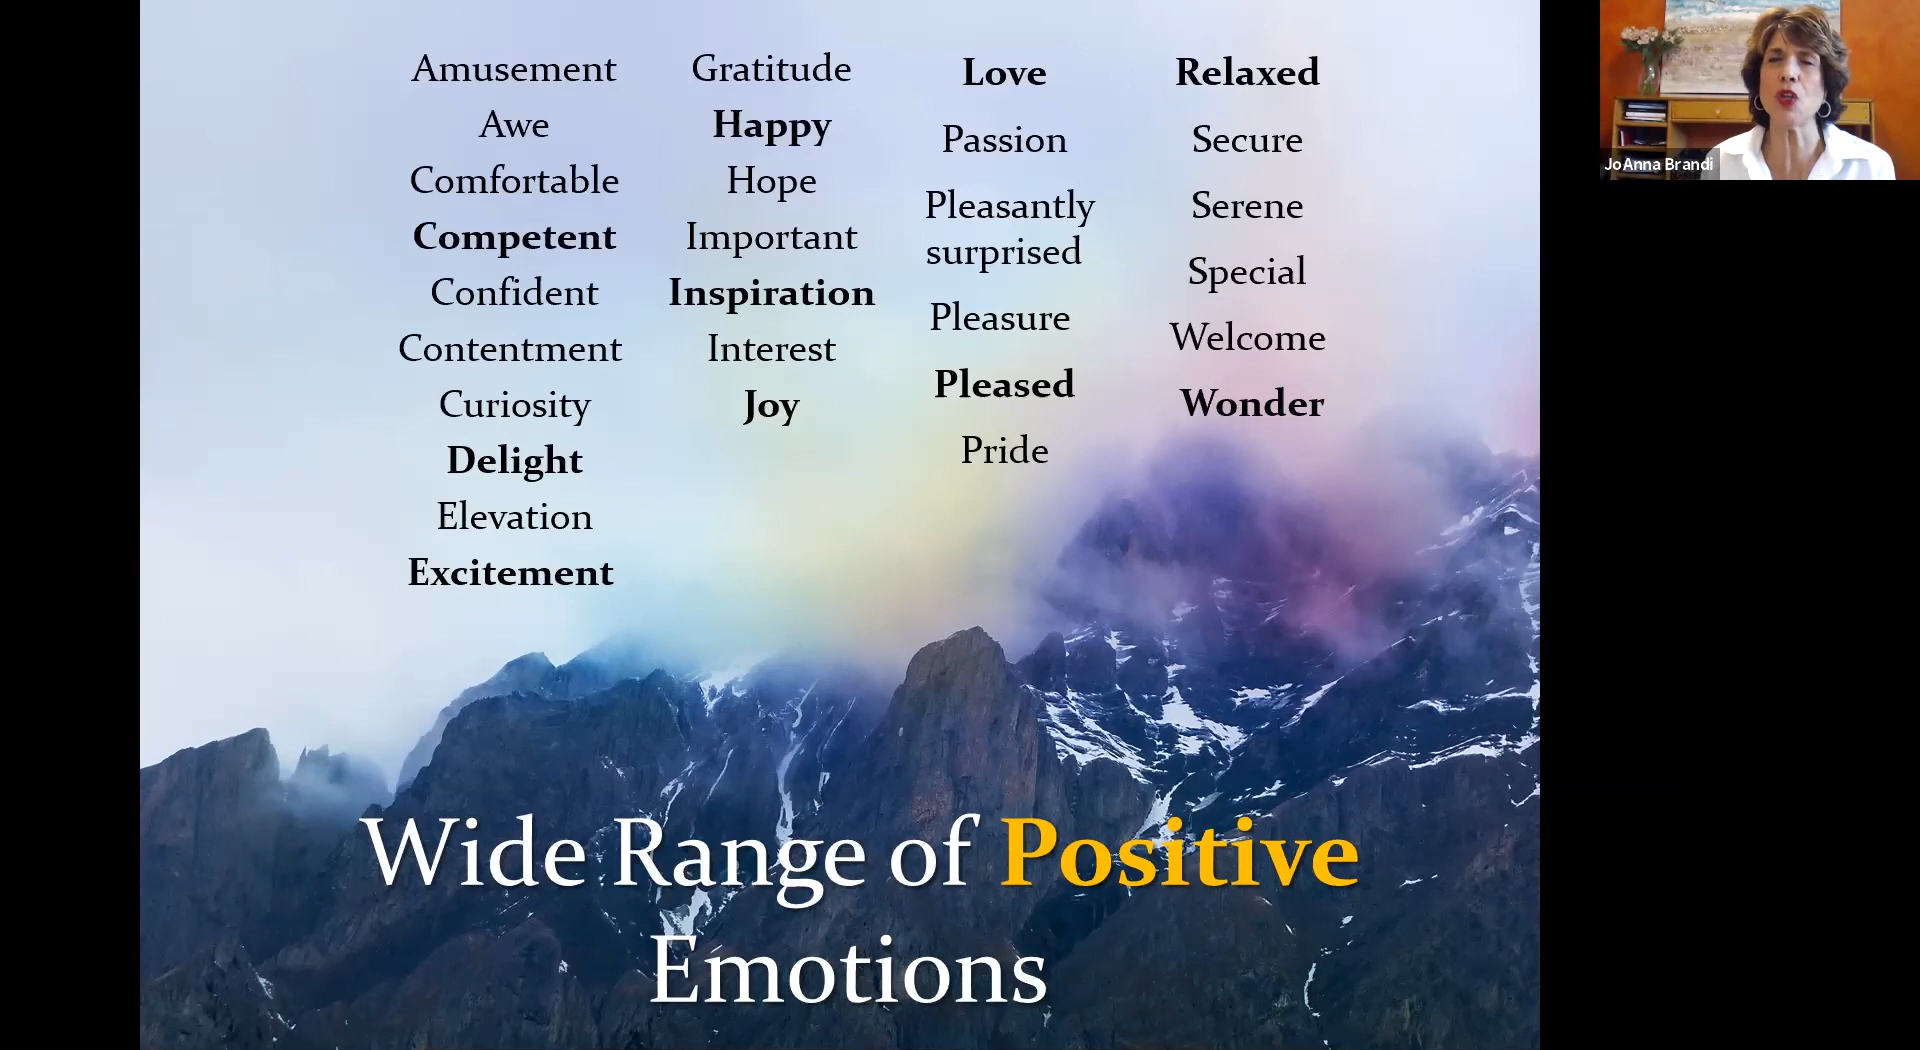 Amusement
Awe
Comfortable
Competent
Confident
Contentment
Curiosity
Delight
Elevation
Excitement
Gratitude
Happy
Hope
Important
Inspiration
Interest
Joy
Love
Passion
Pleasantly
surprised
Pleasure
Pleased
Pride
Relaxed
Secure
Serene
Special
Welcome
Wonder
Wide Range of Positive
Emotions
JoAnna Brandi